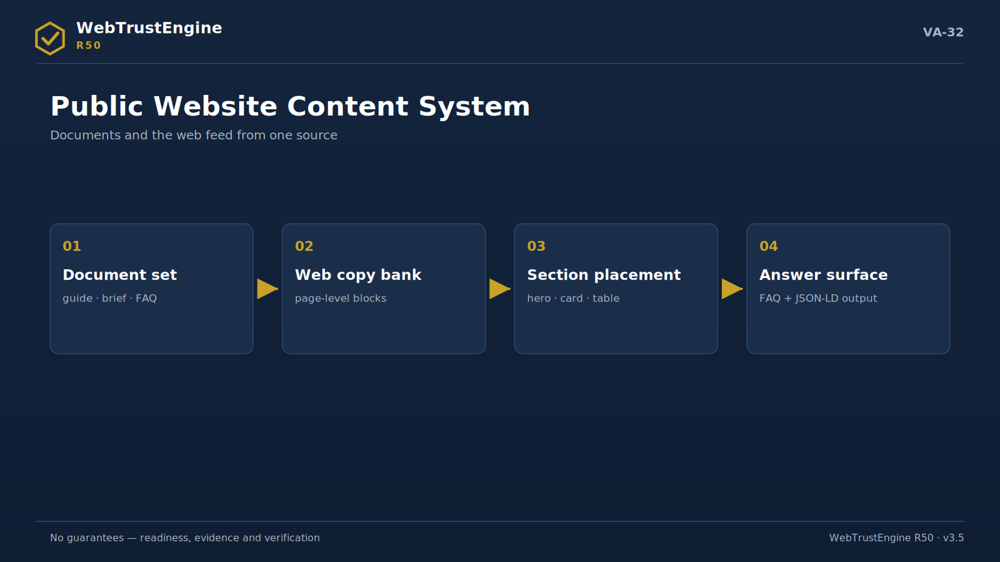 WebTrustEngine
R50
VA-32
Public Website Content System
Documents and the web feed from one source
01
Document set
guide · brief · FAQ
02
Web copy bank
page-level blocks
03
Section placement
hero · card · table
04
Answer surface
FAQ + JSON-LD output
No guarantees — readiness, evidence and verification
WebTrustEngine R50 · v3.5